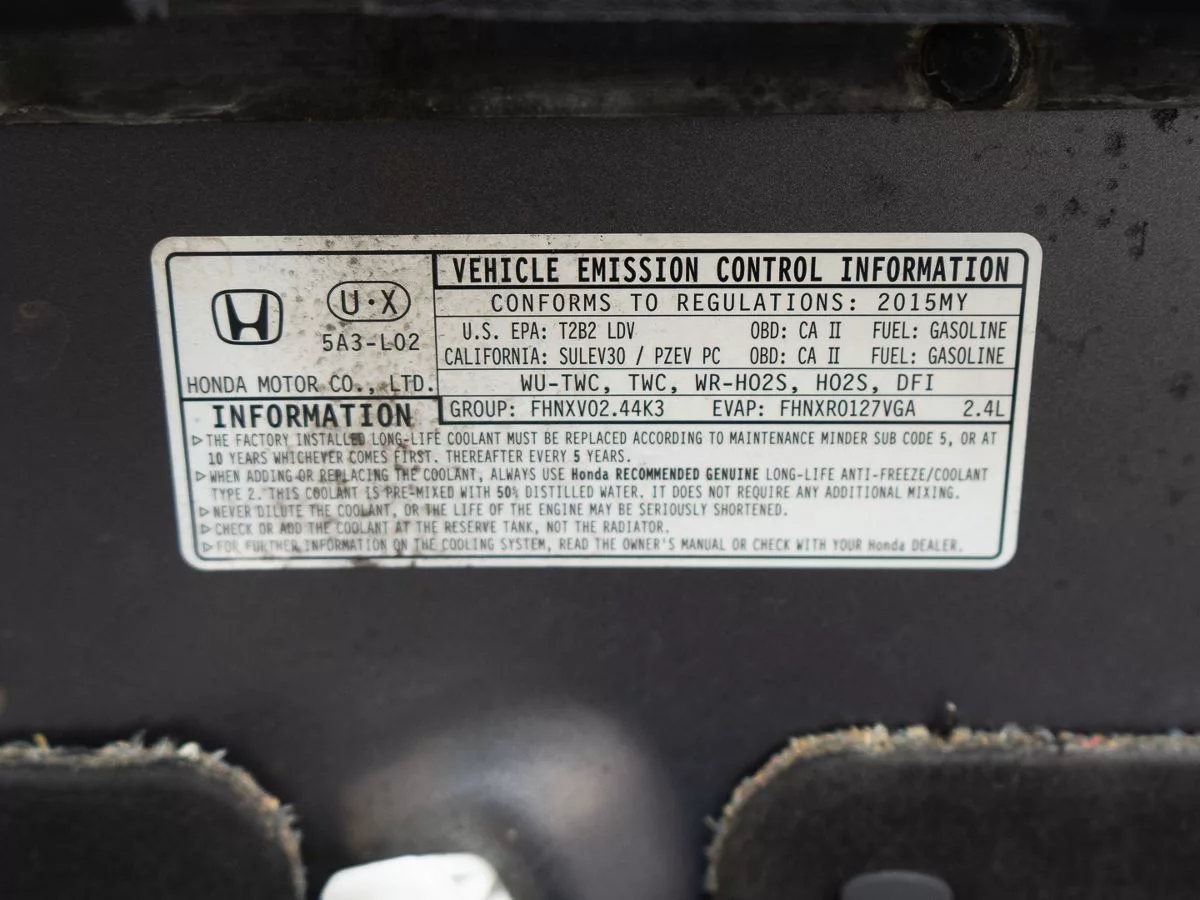 VEHICLE EMISSION CONTROL INFORMATION
U·X
5A3-L02
HONDA MOTOR CO., LTD.
CONFORMS TO REGULATIONS: 2015MY
U.S. EPA: T2B2 LDV OBD: CA II FUEL: GASOLINE
CALIFORNIA: SULEV30 / PZEV PC OBD: CA II FUEL: GASOLINE
WU-TWC, TWC, WR-HO2S, HO2S, DFI
GROUP: FHNXV02.44K3 EVAP: FHNXR0127VGA 2.4L
INFORMATION
▷THE FACTORY INSTALLED LONG-LIFE COOLANT MUST BE REPLACED ACCORDING TO MAINTENANCE MINDER SUB CODE 5, OR AT
10 YEARS WHICHEVER COMES FIRST. THEREAFTER EVERY 5 YEARS.
▷WHEN ADDING OR REPLACING THE COOLANT, ALWAYS USE Honda RECOMMENDED GENUINE LONG-LIFE ANTI-FREEZE/COOLANT
TYPE 2. THIS COOLANT IS PRE-MIXED WITH 50% DISTILLED WATER. IT DOES NOT REQUIRE ANY ADDITIONAL MIXING.
▷NEVER DILUTE THE COOLANT, OR THE LIFE OF THE ENGINE MAY BE SERIOUSLY SHORTENED.
▷CHECK OR ADD THE COOLANT AT THE RESERVE TANK, NOT THE RADIATOR.
▷FOR FURTHER INFORMATION ON THE COOLING SYSTEM, READ THE OWNER'S MANUAL OR CHECK WITH YOUR Honda DEALER.